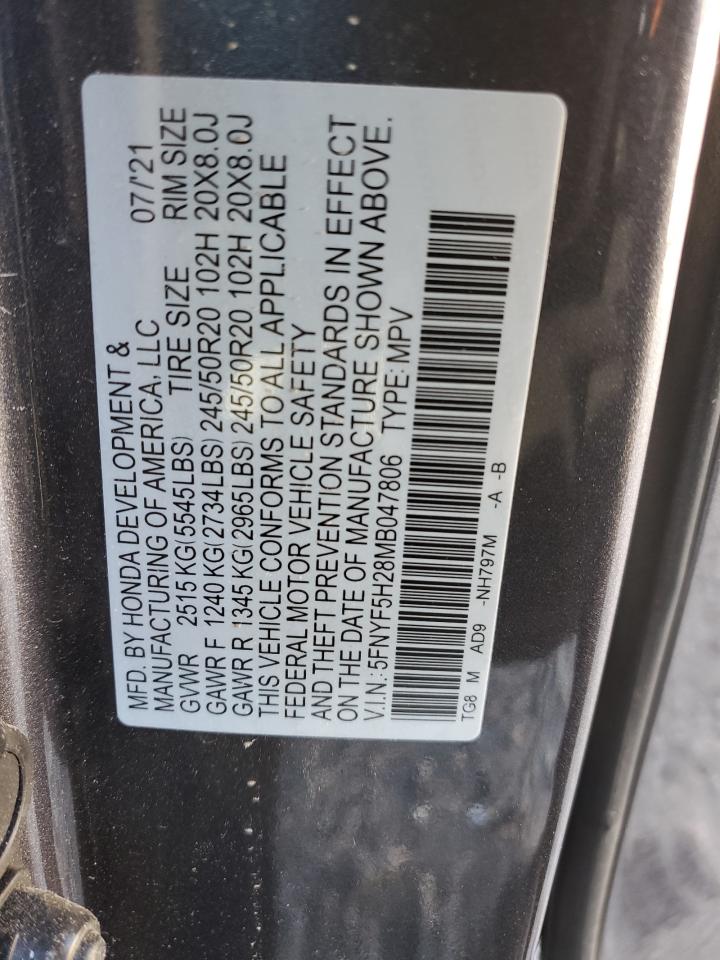 MFD. BY HONDA DEVELOPMENT & 
MANUFACTURING OF AMERICA, LLC 07/'21
GVWR 2515 KG(5545LBS) TIRE SIZE RIM SIZE
GAWR F 1240 KG(2734LBS) 245/50R20 102H 20X8.0J
GAWR R 1345 KG(2965LBS) 245/50R20 102H 20X8.0J
THIS VEHICLE CONFORMS TO ALL APPLICABLE
FEDERAL MOTOR VEHICLE SAFETY
AND THEFT PREVENTION STANDARDS IN EFFECT
ON THE DATE OF MANUFACTURE SHOWN ABOVE.
V.I.N.:5FNYF5H28MB047806 TYPE:MPV
TG8 M AD9 -NH797M -A -B